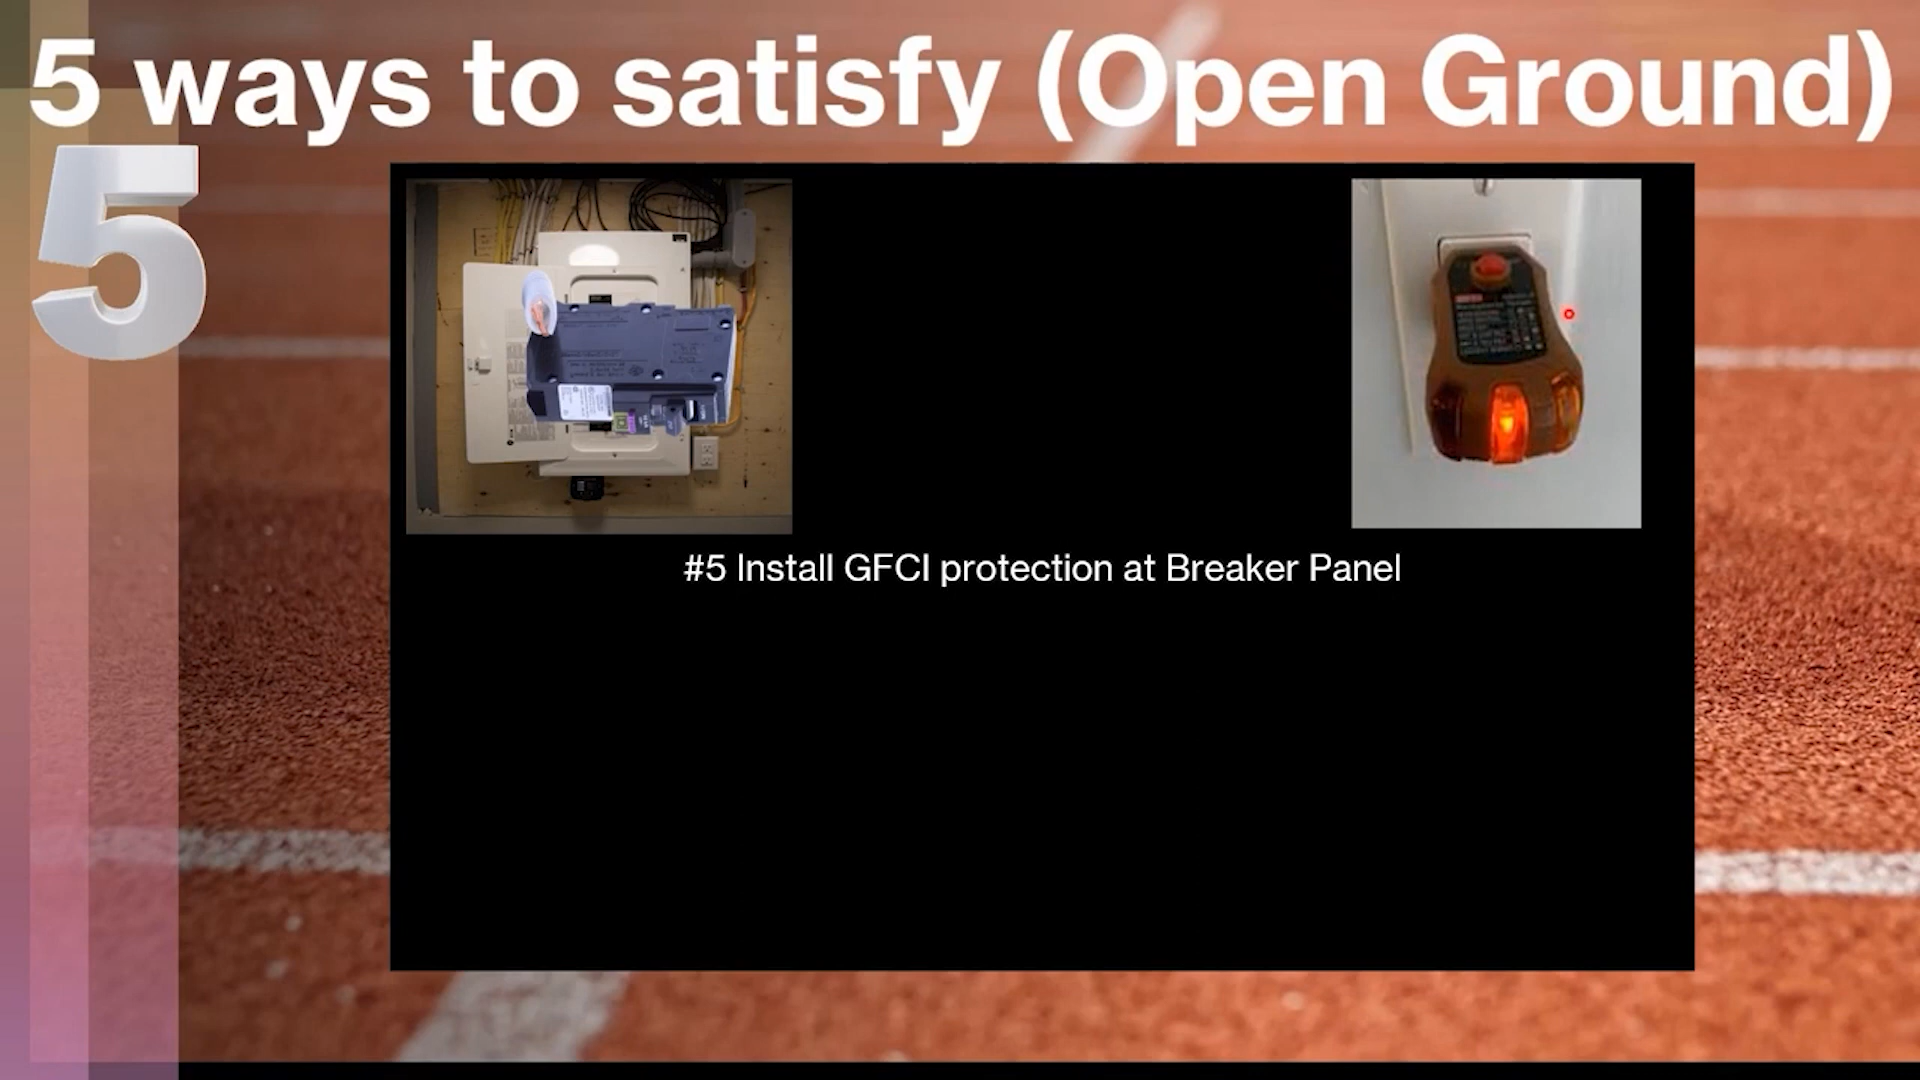 5 ways to satisfy (Open Ground)
5
#5 Install GFCI protection at Breaker Panel